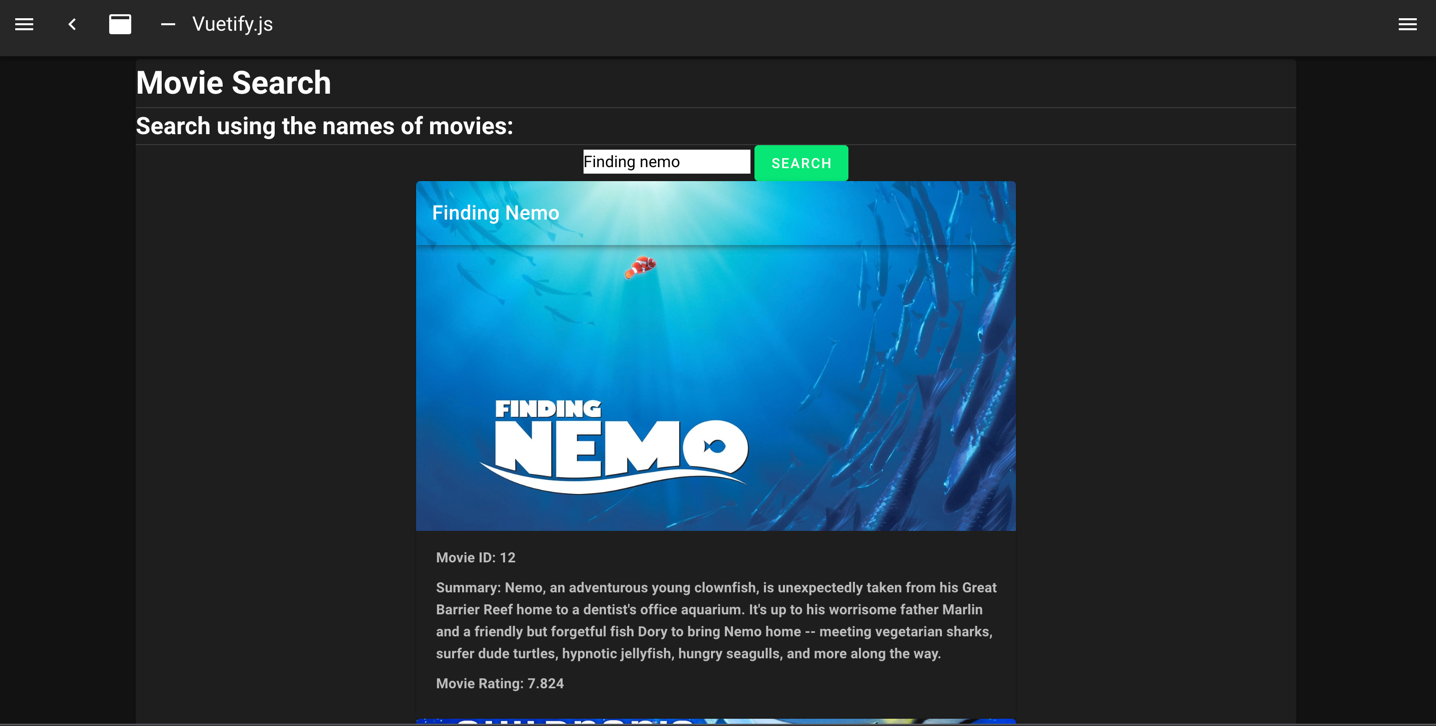 Vuetify.js
Movie Search
Search using the names of movies:
Finding nemo
SEARCH
Finding Nemo
FINDING
NEMO
Movie ID: 12
Summary: Nemo, an adventurous young clownfish, is unexpectedly taken from his Great
Barrier Reef home to a dentist's office aquarium. It's up to his worrisome father Marlin
and a friendly but forgetful fish Dory to bring Nemo home -- meeting vegetarian sharks,
surfer dude turtles, hypnotic jellyfish, hungry seagulls, and more along the way.
Movie Rating: 7.824